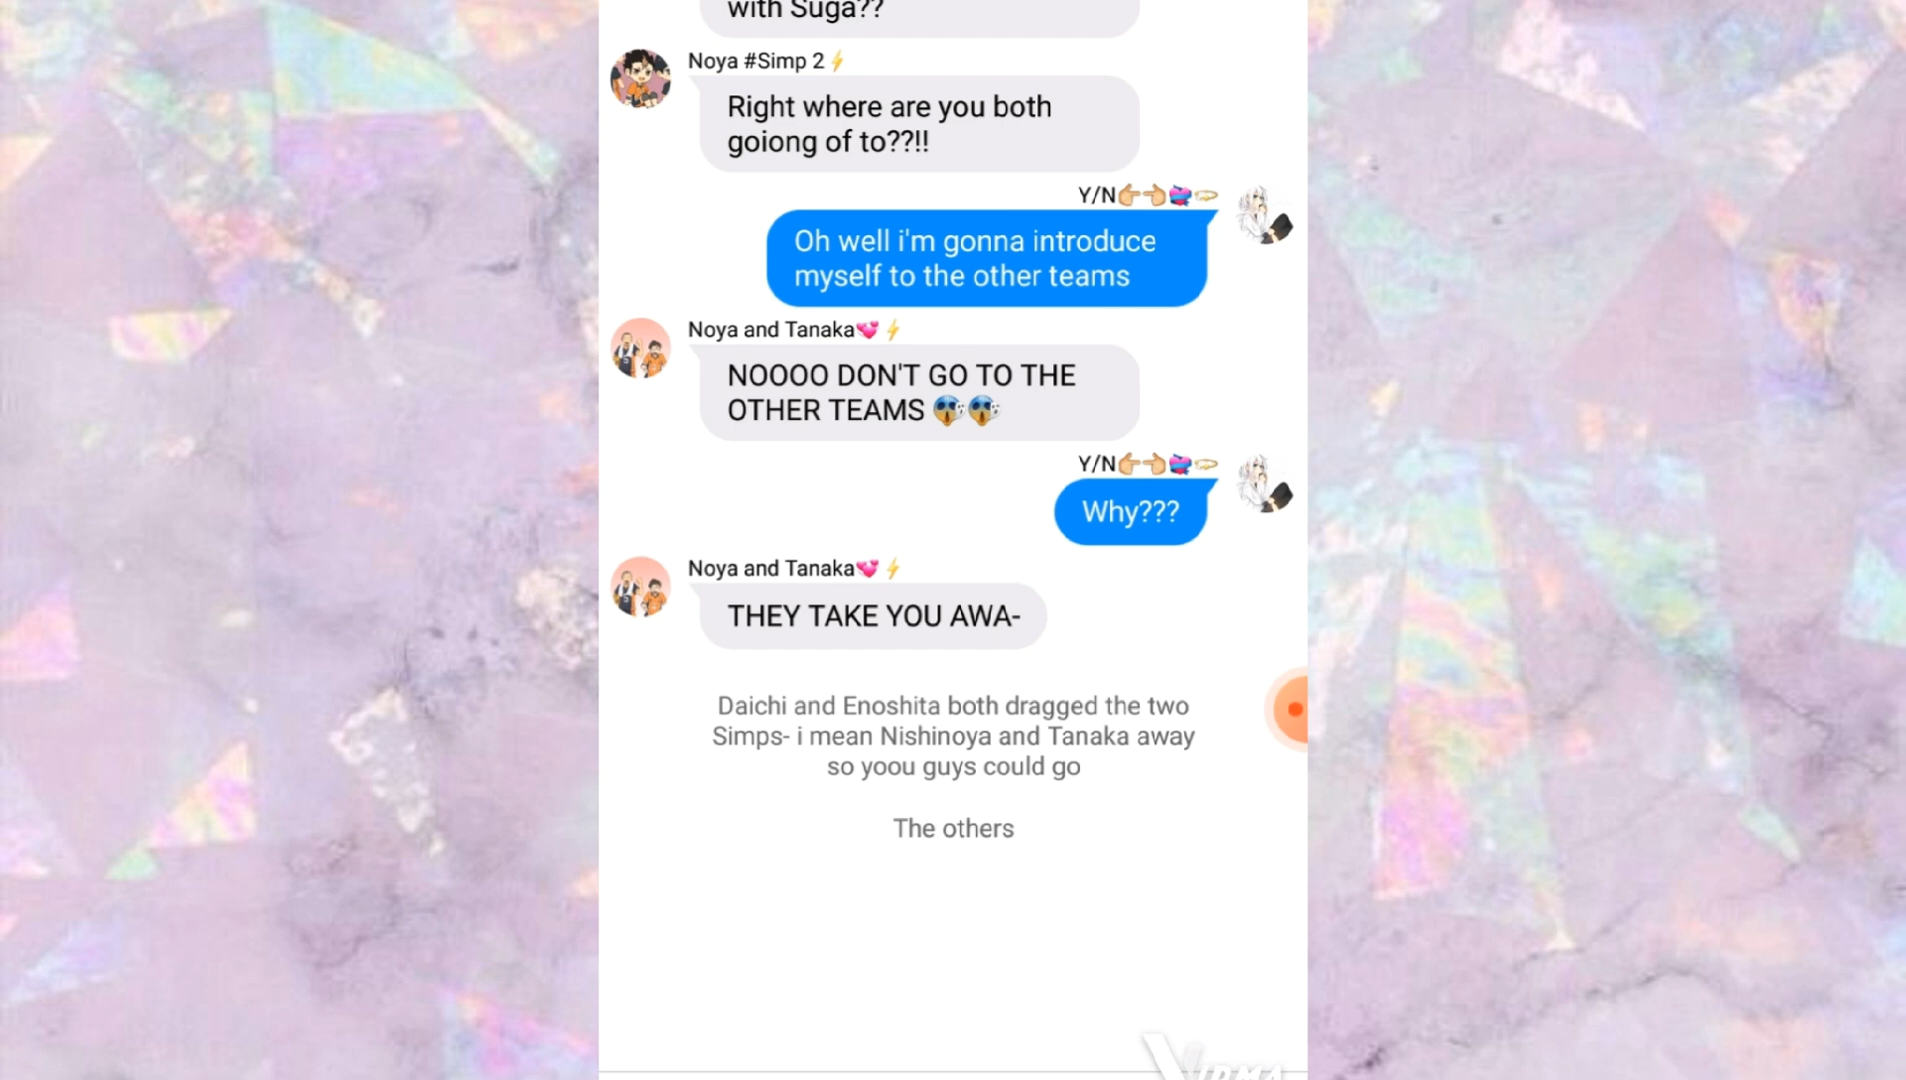 with Suga??
Noya #Simp 2⚡
Right where are you both
goiong of to??!!
Y/N👉🏼👈🏼💝💫
Oh well i'm gonna introduce
myself to the other teams
Noya and Tanaka💞⚡
NOOOO DON'T GO TO THE
OTHER TEAMS 😱😱
Y/N👉🏼👈🏼💝💫
Why???
Noya and Tanaka💞⚡
THEY TAKE YOU AWA-
Daichi and Enoshita both dragged the two
Simps- i mean Nishinoya and Tanaka away
so yoou guys could go
The others